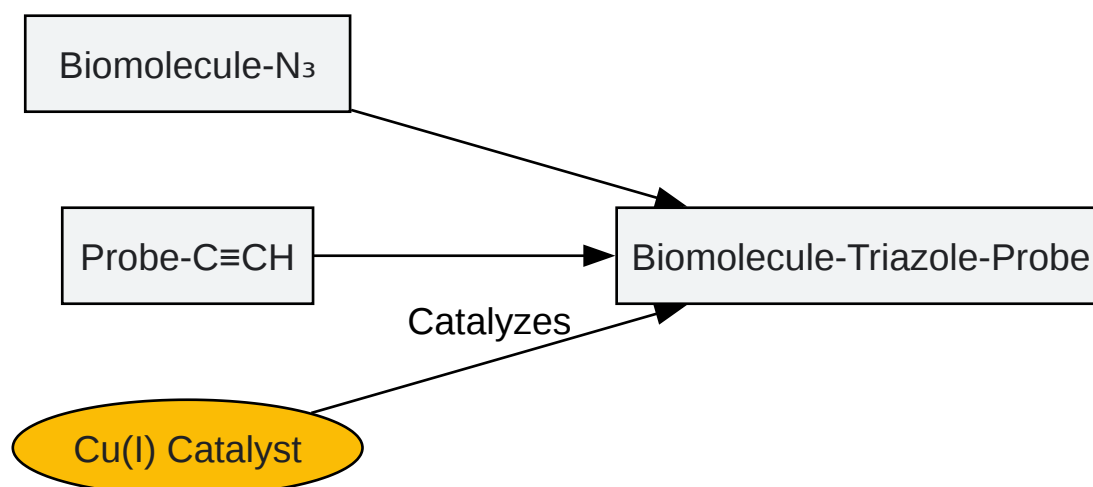 Biomolecule-N₃
Probe-C≡CH
Biomolecule-Triazole-Probe
Catalyzes
Cu(I) Catalyst